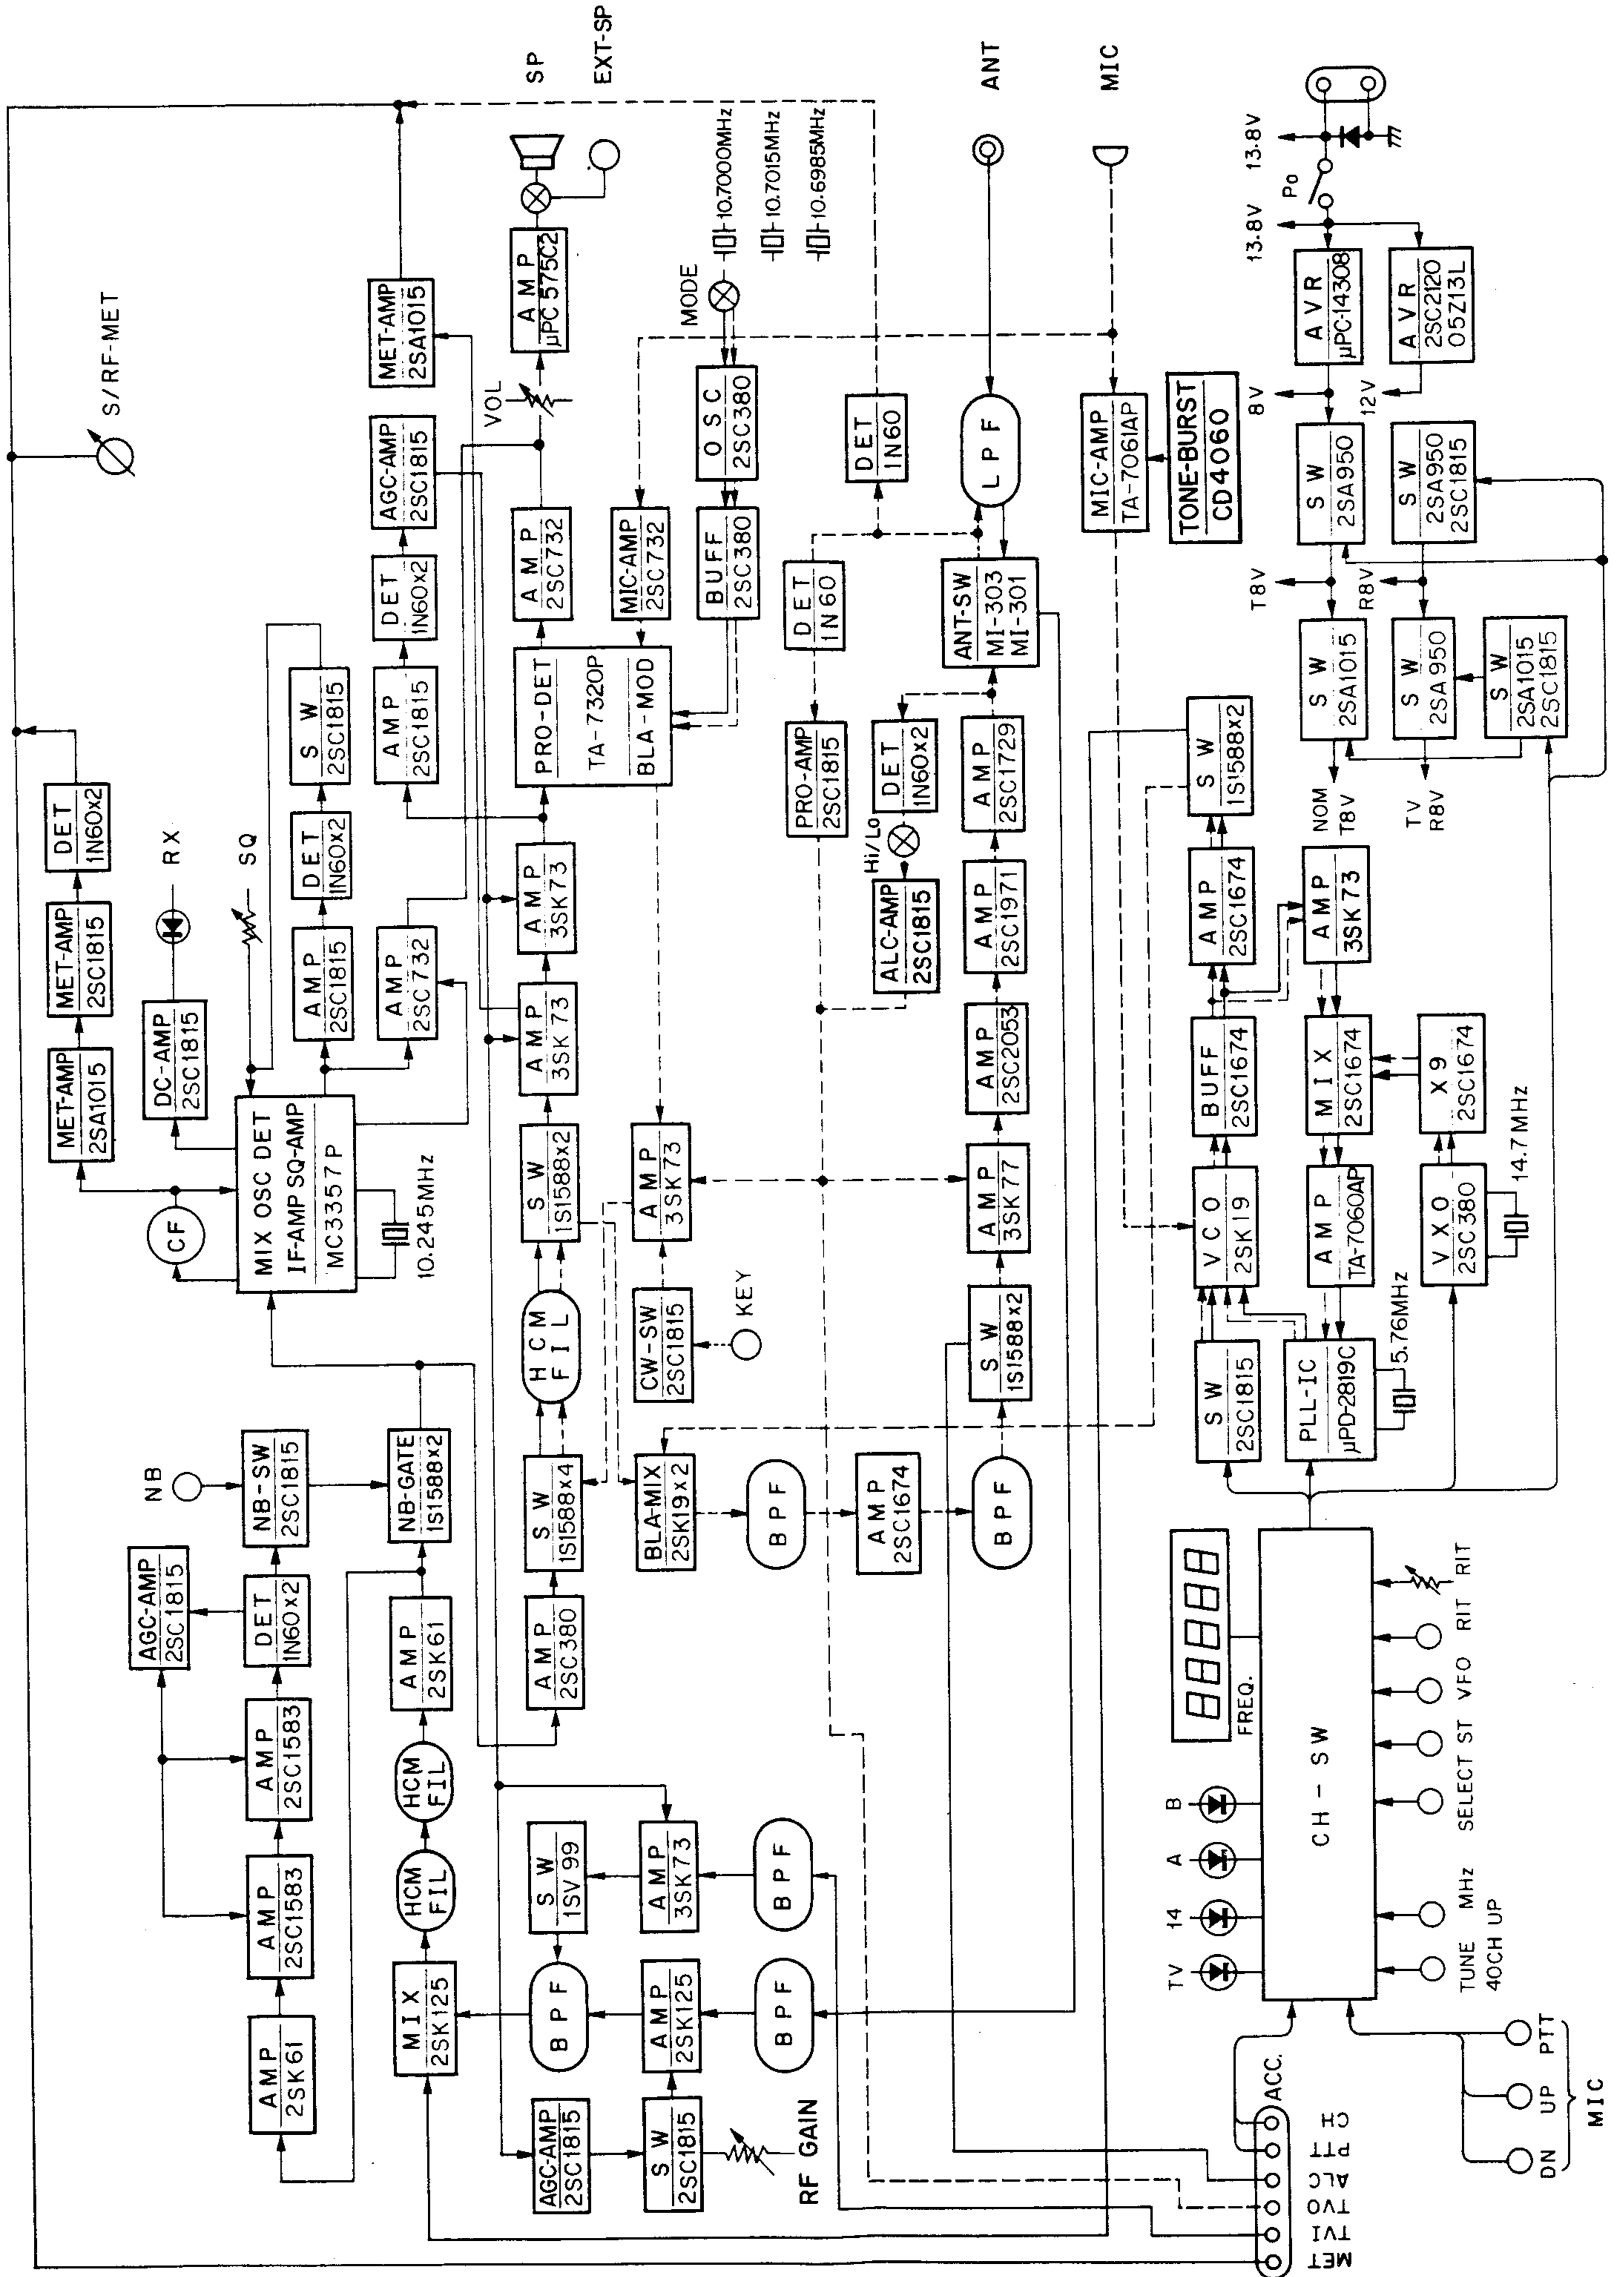 S/RF-MET
MET-AMP
2SA1015
MET-AMP
2SC1815
DET
1N60x2
CF
DC-AMP
2SC1815
RX
SQ
MIX OSC DET
IF-AMP SQ-AMP
MC3357P
10.245MHz
AMP
2SC1815
DET
1N60x2
SW
2SC1815
AMP
2SC732
AMP
2SC1815
DET
1N60x2
AGC-AMP
2SC1815
MET-AMP
2SA1015
NB
NB-SW
2SC1815
NB-GATE
1S1588x2
AGC-AMP
2SC1815
DET
1N60x2
AMP
2SC1583
AMP
2SC1583
AMP
2SK61
MIX
2SK125
HCM
FIL
HCM
FIL
AMP
2SK61
AMP
2SC380
SW
1S1588x4
HCM
FIL
SW
1S1588x2
AMP
3SK73
AMP
3SK73
PRO-DET
TA-7320P
BLA-MOD
AMP
2SC732
VOL
AMP
μPC575C2
SP
EXT-SP
MIC-AMP
2SC732
BUFF
2SC380
OSC
2SC380
MODE
10.7000MHz
10.7015MHz
10.6985MHz
AMP
3SK73
CW-SW
2SC1815
KEY
BLA-MIX
2SK19x2
BPF
AMP
2SC1674
BPF
SW
1S1588x2
AMP
3SK77
AMP
2SC2053
AMP
2SC1971
AMP
2SC1729
ANT-SW
MI-303
MI-301
LPF
ANT
DET
1N60
DET
1N60
PRO-AMP
2SC1815
DET
1N60x2
Hi/Lo
ALC-AMP
2SC1815
SW
1SV99
AMP
3SK73
BPF
BPF
AMP
2SK125
BPF
AGC-AMP
2SC1815
SW
2SC1815
RF GAIN
MIC
MIC-AMP
TA-7061AP
TONE-BURST
CD4060
SW
1S1588x2
AMP
2SC1674
BUFF
2SC1674
VCO
2SK19
SW
2SC1815
AMP
3SK73
MIX
2SC1674
AMP
TA-7060AP
PLL-IC
μPD-2819C
5.76MHz
X9
2SC1674
VXO
2SC380
14.7MHz
13.8V
Po
13.8V
AVR
μPC-14308
AVR
2SC2120
05Z13L
8V
12V
SW
2SA950
SW
2SA950
2SC1815
T8V
R8V
SW
2SA1015
SW
2SA950
SW
2SA1015
2SC1815
NOM
T8V
TV
R8V
FREQ.
88888
CH-SW
TV
14
A
B
TUNE
MHz
40CH UP
SELECT
ST
VFO
RIT
RIT
ACC.
MET
TVI
TVO
ALC
PTT
CH
DN
UP
PTT
MIC